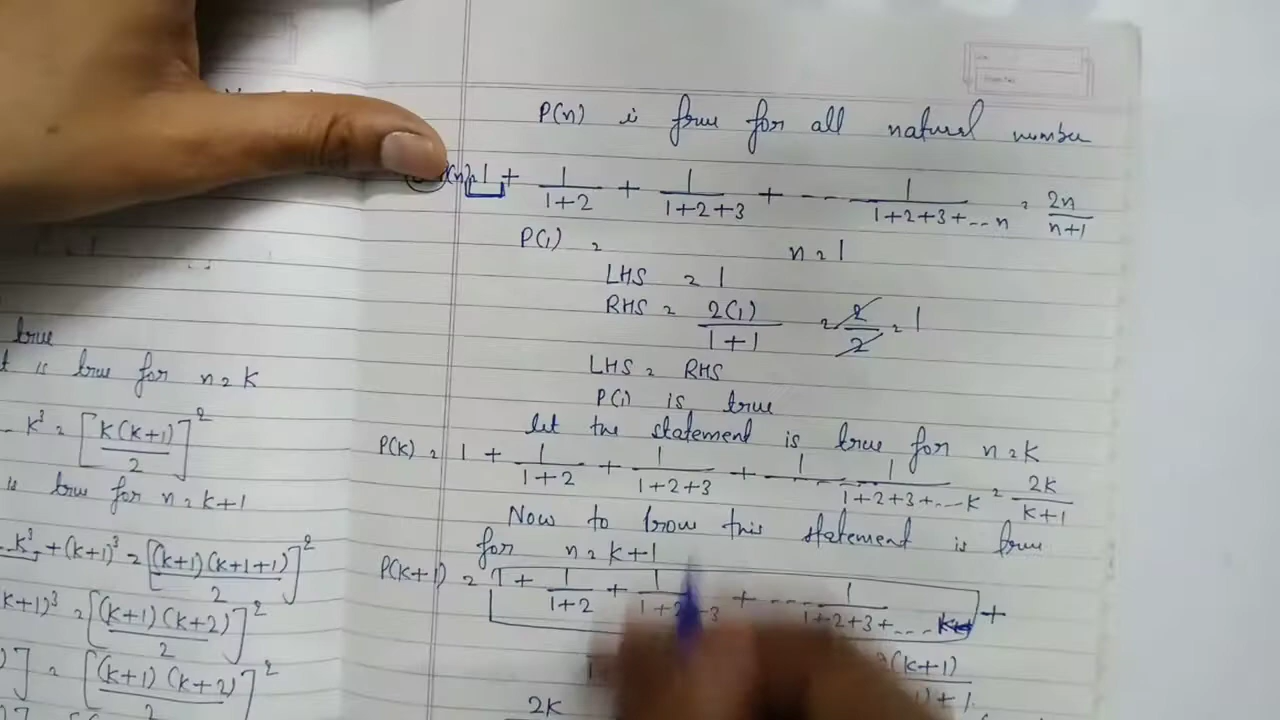 P(n) is true for all natural number
(n) = 1 + 1/(1+2) + 1/(1+2+3) + --- 1/(1+2+3+...n) = 2n/(n+1)
P(1) = n = 1
LHS = 1
RHS = 2(1)/(1+1) = 2/2 = 1
LHS = RHS
P(1) is true
let the statement is true for n = k
P(k) = 1 + 1/(1+2) + 1/(1+2+3) + --- 1 1/(1+2+3+...k) = 2k/(k+1)
Now to prove this statement is true
for n = k+1
P(k+1) = 1 + 1/(1+2) + 1/(1+2+3) + ---- 1/(1+2+3+...k) +
(k+1)
+1
2k
true
is true for n = k
k³ = [k(k+1)/2]²
is true for n = k+1
k³ + (k+1)³ = [(k+1)(k+1+1)/2]²
k+1)³ = [(k+1)(k+2)/2]²
] = [(k+1)(k+2)/2]²